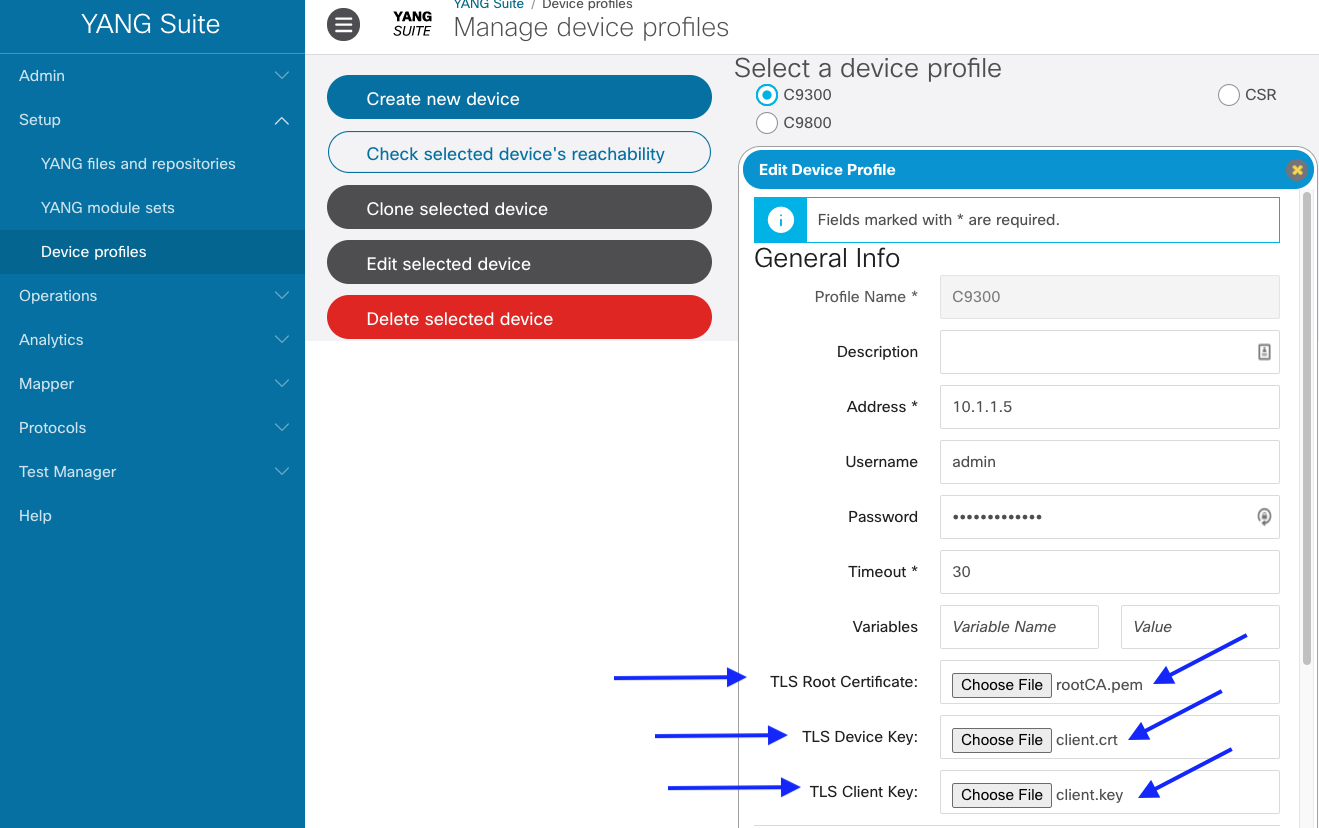 YANG Suite
Admin
Setup
YANG files and repositories
YANG module sets
Device profiles
Operations
Analytics
Mapper
Protocols
Test Manager
Help
YANG
SUITE
YANG Suite / Device profiles
Manage device profiles
Create new device
Check selected device's reachability
Clone selected device
Edit selected device
Delete selected device
Select a device profile
C9300
CSR
C9800
Edit Device Profile
Fields marked with * are required.
General Info
Profile Name * C9300
Description
Address * 10.1.1.5
Username admin
Password •••••••••••••
Timeout * 30
Variables Variable Name Value
TLS Root Certificate: Choose File rootCA.pem
TLS Device Key: Choose File client.crt
TLS Client Key: Choose File client.key